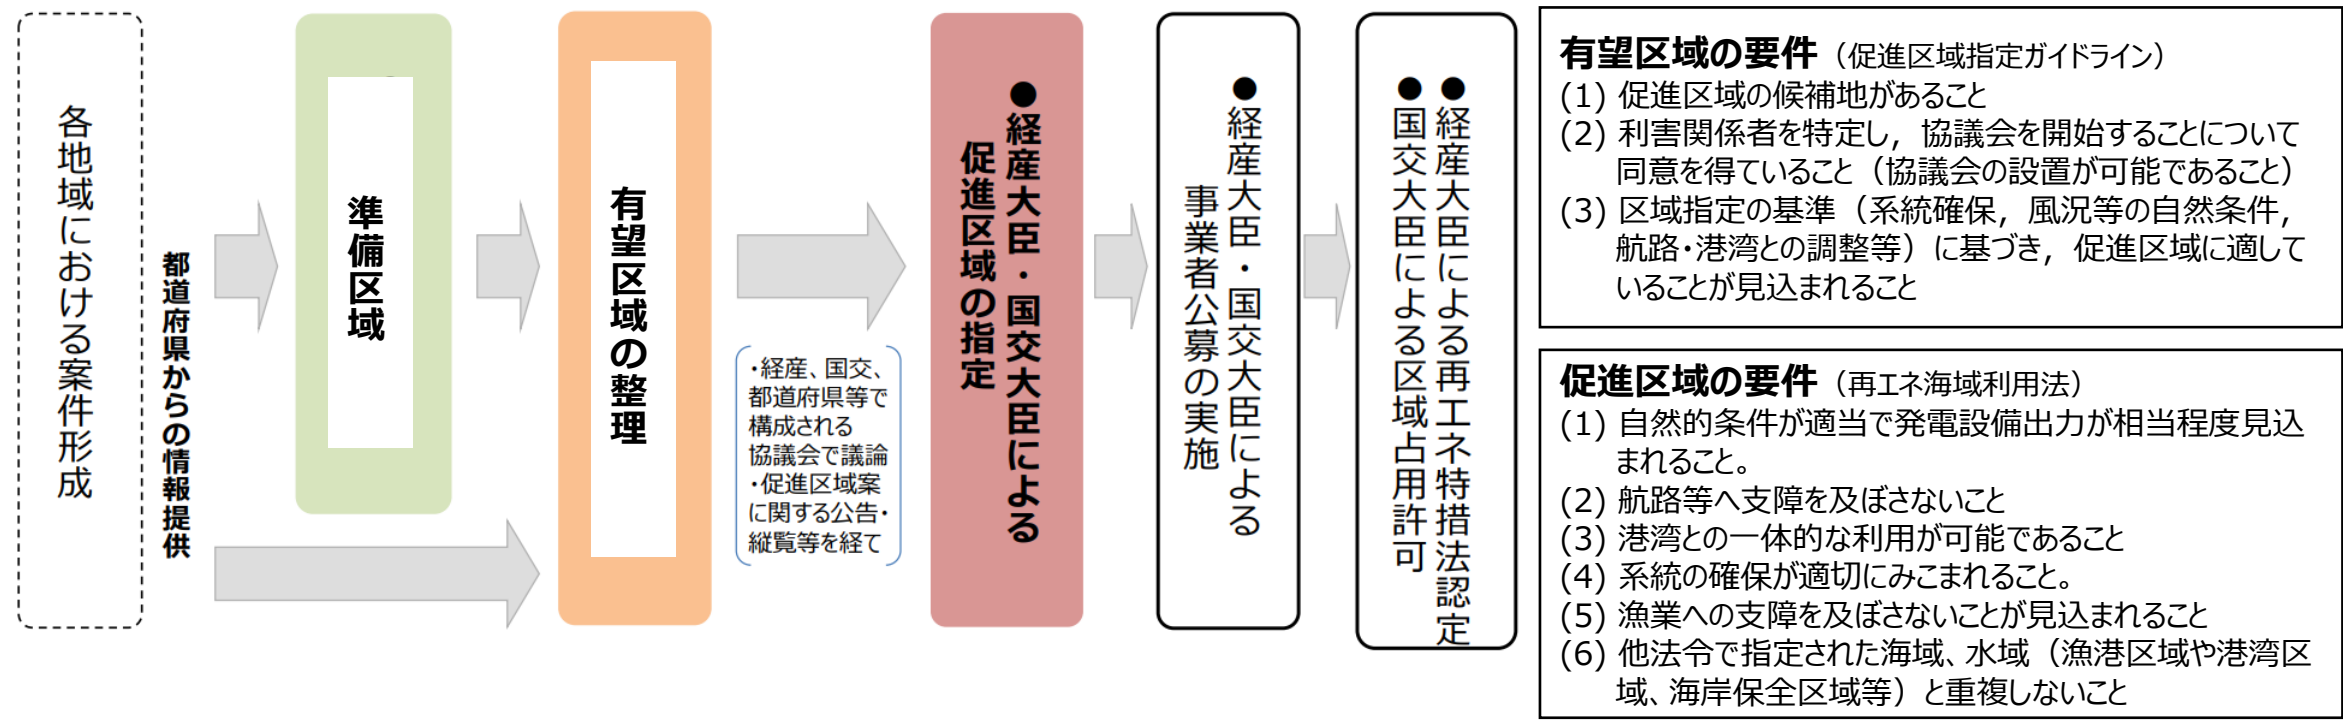 各地域における案件形成
都道府県からの情報提供
準備区域
有望区域の整理
・経産、国交、
都道府県等で
構成される
協議会で議論
・促進区域案
に関する公告・
縦覧等を経て
●経産大臣・国交大臣による
促進区域の指定
●経産大臣・国交大臣による
事業者公募の実施
●経産大臣による再エネ特措法認定
●国交大臣による区域占用許可
有望区域の要件（促進区域指定ガイドライン）
(1) 促進区域の候補地があること
(2) 利害関係者を特定し，協議会を開始することについて
同意を得ていること（協議会の設置が可能であること）
(3) 区域指定の基準（系統確保，風況等の自然条件，
航路・港湾との調整等）に基づき，促進区域に適して
いることが見込まれること
促進区域の要件（再エネ海域利用法）
(1) 自然的条件が適当で発電設備出力が相当程度見込
まれること。
(2) 航路等へ支障を及ぼさないこと
(3) 港湾との一体的な利用が可能であること
(4) 系統の確保が適切にみこまれること。
(5) 漁業への支障を及ぼさないことが見込まれること
(6) 他法令で指定された海域、水域（漁港区域や港湾区
域、海岸保全区域等）と重複しないこと